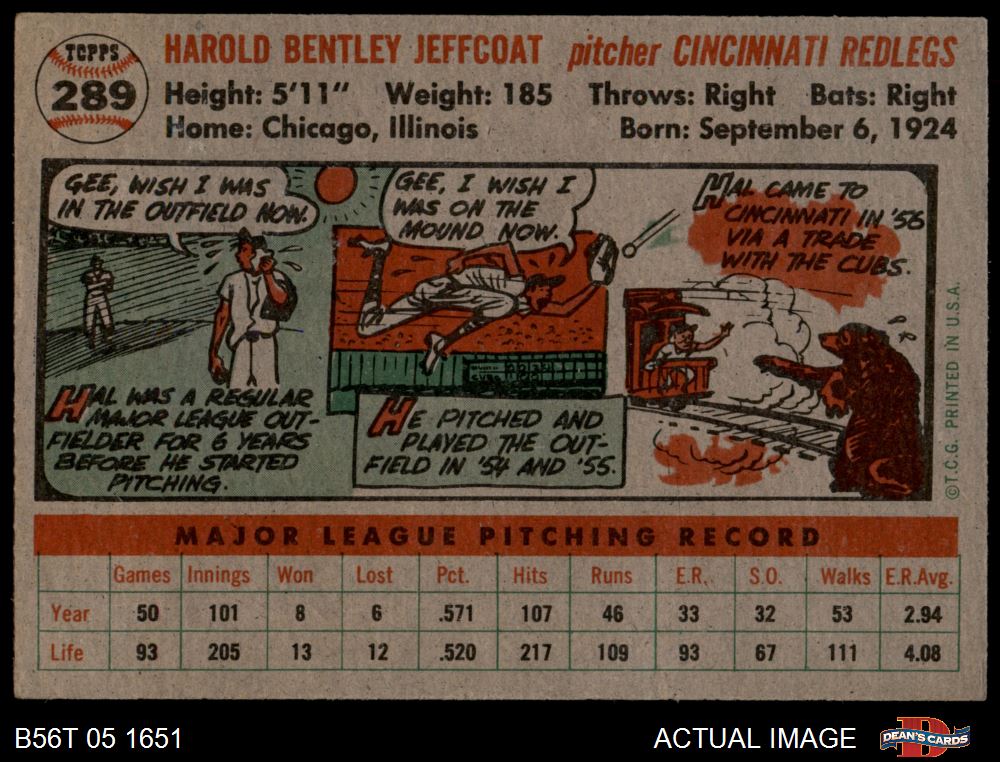 TOPPS
289
HAROLD BENTLEY JEFFCOAT pitcher CINCINNATI REDLEGS
Height: 5'11" Weight: 185 Throws: Right Bats: Right
Home: Chicago, Illinois Born: September 6, 1924
GEE, WISH I WAS
IN THE OUTFIELD NOW.
HAL WAS A REGULAR
MAJOR LEAGUE OUT-
FIELDER FOR 6 YEARS
BEFORE HE STARTED
PITCHING.
GEE, I WISH I
WAS ON THE
MOUND NOW.
HE PITCHED AND
PLAYED THE OUT-
FIELD IN '54 AND '55.
HAL CAME TO
CINCINNATI IN '56
VIA A TRADE
WITH THE CUBS.
©T.C.G. PRINTED IN U.S.A.
MAJOR LEAGUE PITCHING RECORD
Games Innings Won Lost Pct. Hits Runs E.R. S.O. Walks E.R.Avg.
Year 50 101 8 6 .571 107 46 33 32 53 2.94
Life 93 205 13 12 .520 217 109 93 67 111 4.08
B56T 05 1651 ACTUAL IMAGE
DEAN'S CARDS